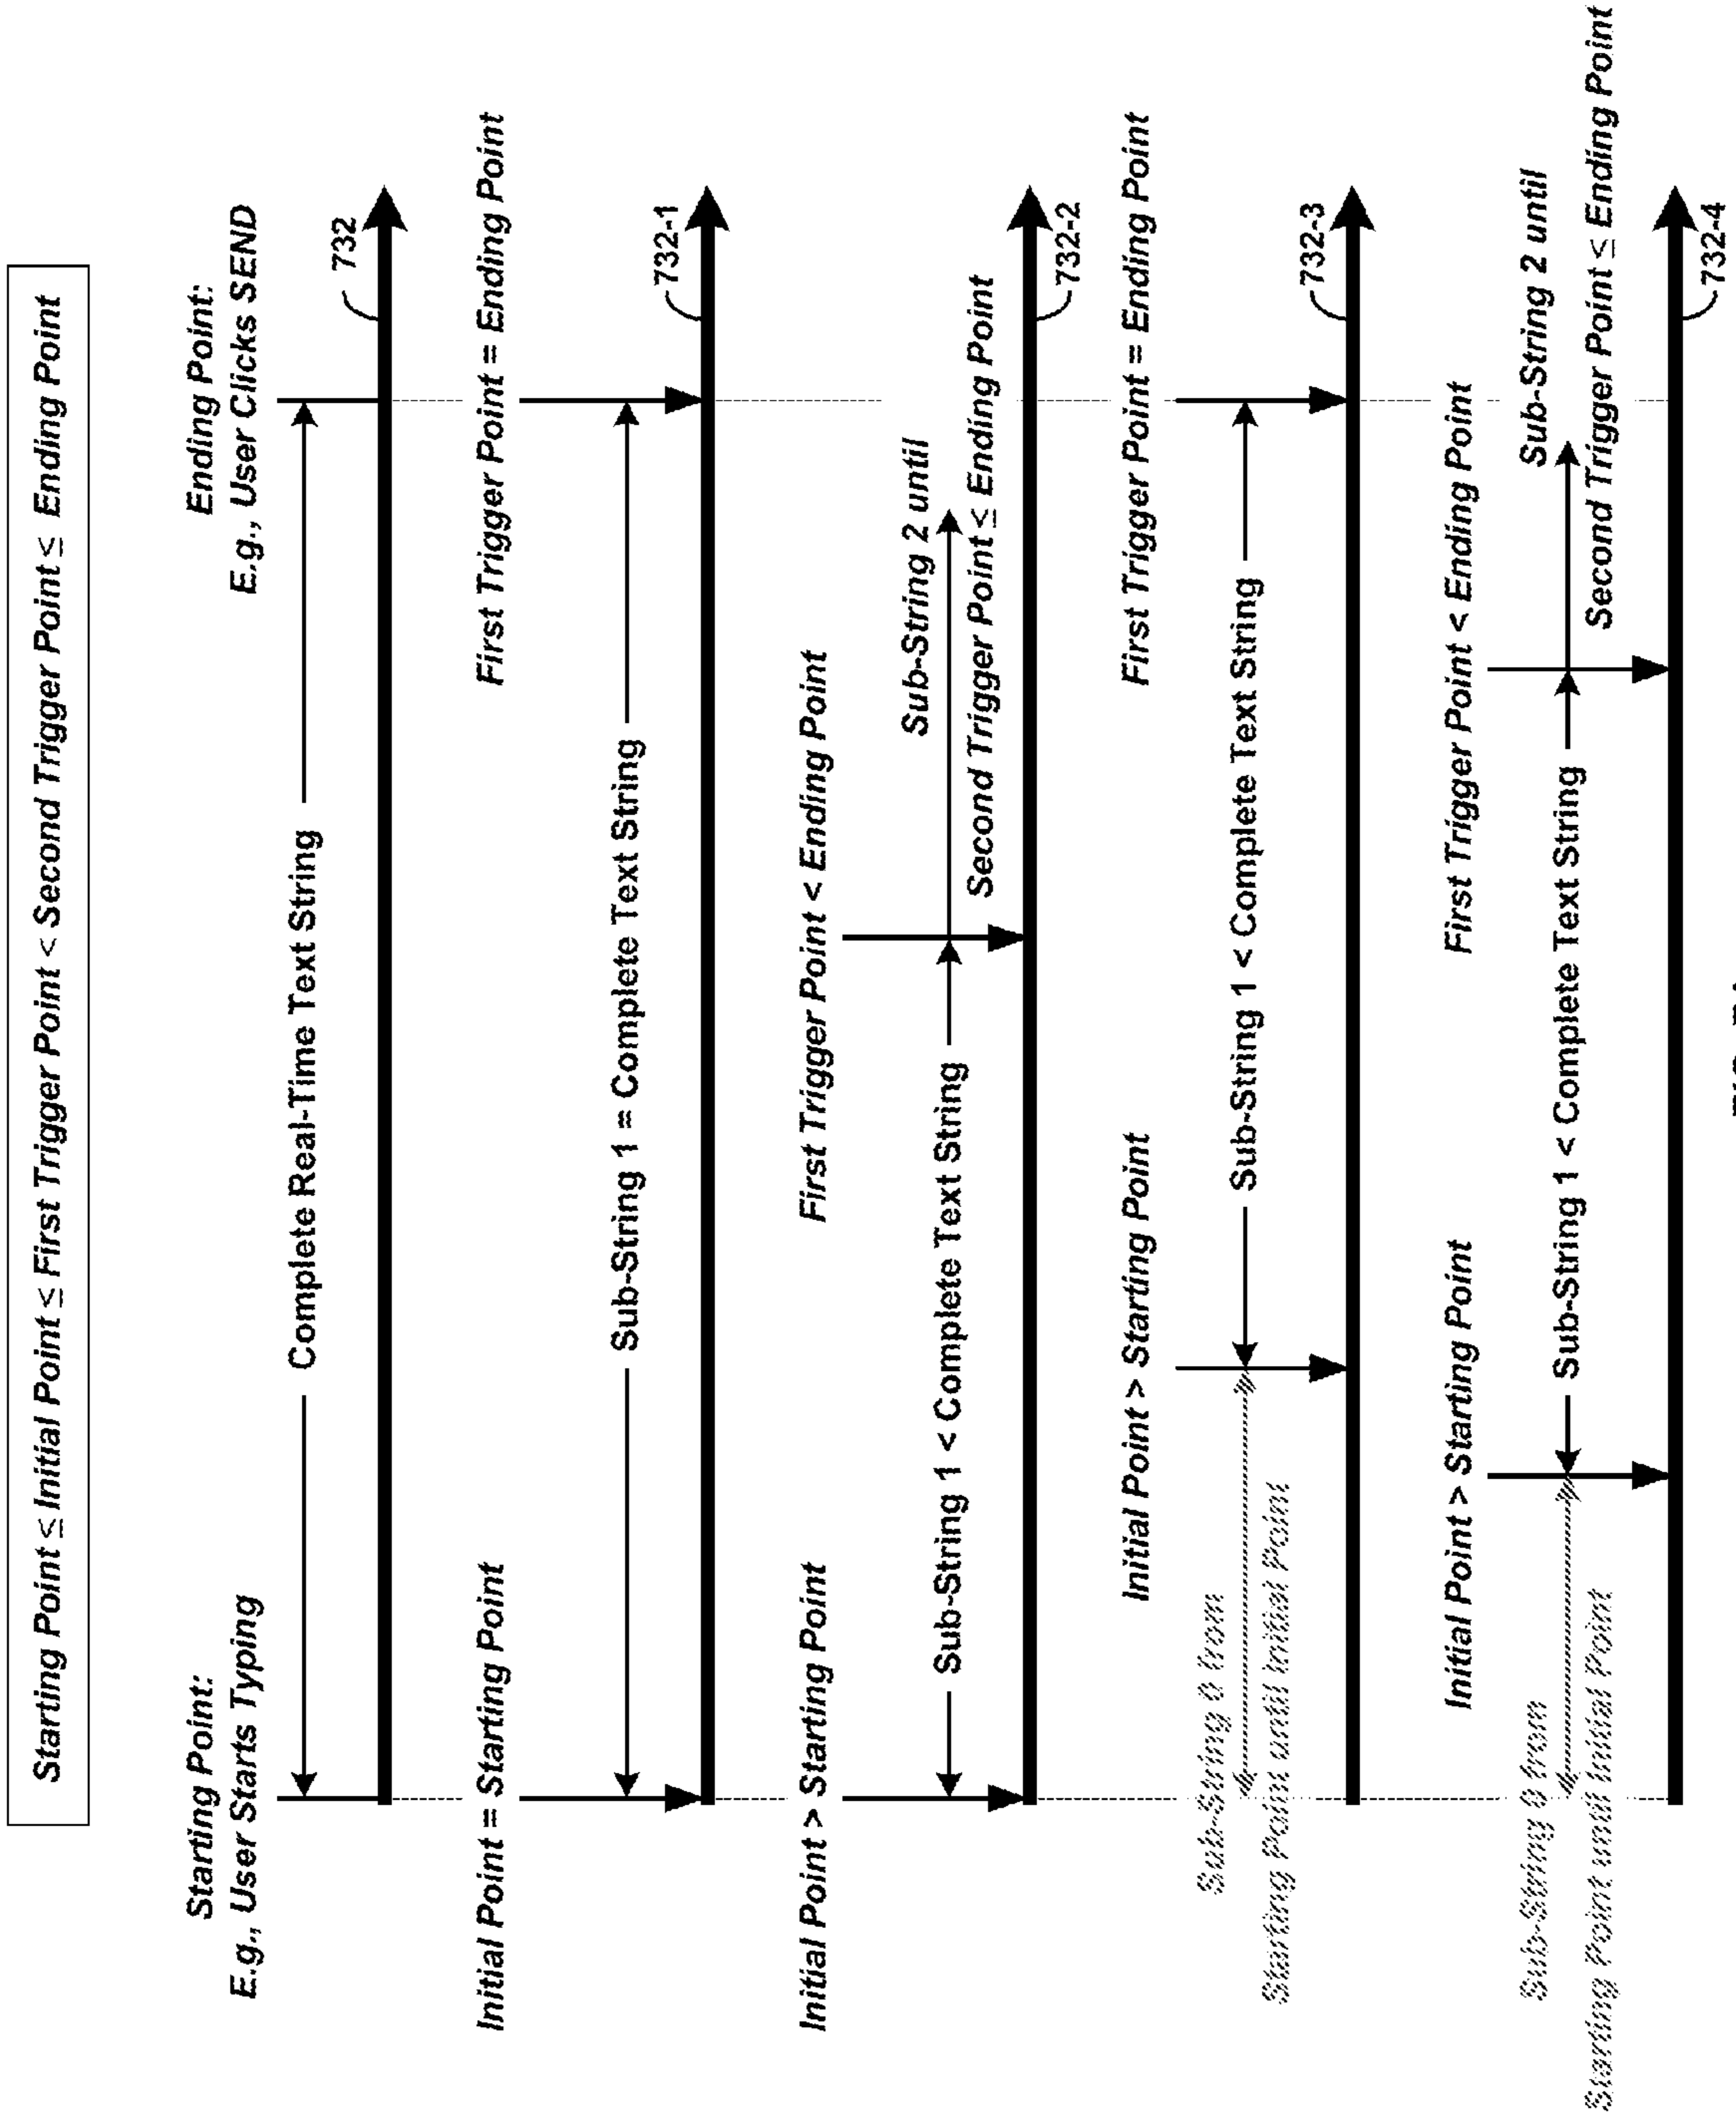 Starting Point ≤ Initial Point ≤ First Trigger Point < Second Trigger Point ≤ Ending Point
Starting Point:
E.g., User Starts Typing
Ending Point:
E.g., User Clicks SEND
Complete Real-Time Text String
732
Initial Point = Starting Point
First Trigger Point = Ending Point
Sub-String 1 = Complete Text String
732-1
Initial Point > Starting Point
First Trigger Point < Ending Point
Sub-String 2 until
Sub-String 1 < Complete Text String
Second Trigger Point ≤ Ending Point
732-2
Initial Point > Starting Point
First Trigger Point = Ending Point
Sub-String 0 from
Sub-String 1 < Complete Text String
Starting Point until Initial Point
732-3
Initial Point > Starting Point
First Trigger Point < Ending Point
Sub-String 0 from
Sub-String 2 until
Sub-String 1 < Complete Text String
Starting Point until Initial Point
Second Trigger Point ≤ Ending Point
732-4